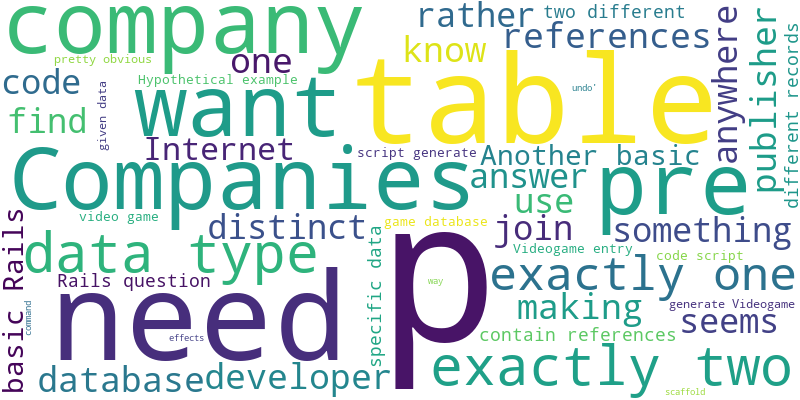 company
rather
two different
references
pretty obvious
one
know
Hypothetical example
code
want
table
undo'
anywhere
publisher
different records
given data
find
Internet
script generate
Another basic
Companies
answer
pre
use
video game
distinct
game database
join
something
basic Rails
data type
specific data
p
Videogame entry
code script
Rails question
need
way
exactly one
command
effects
making
generate Videogame
seems
contain references
database
developer
exactly two
scaffold